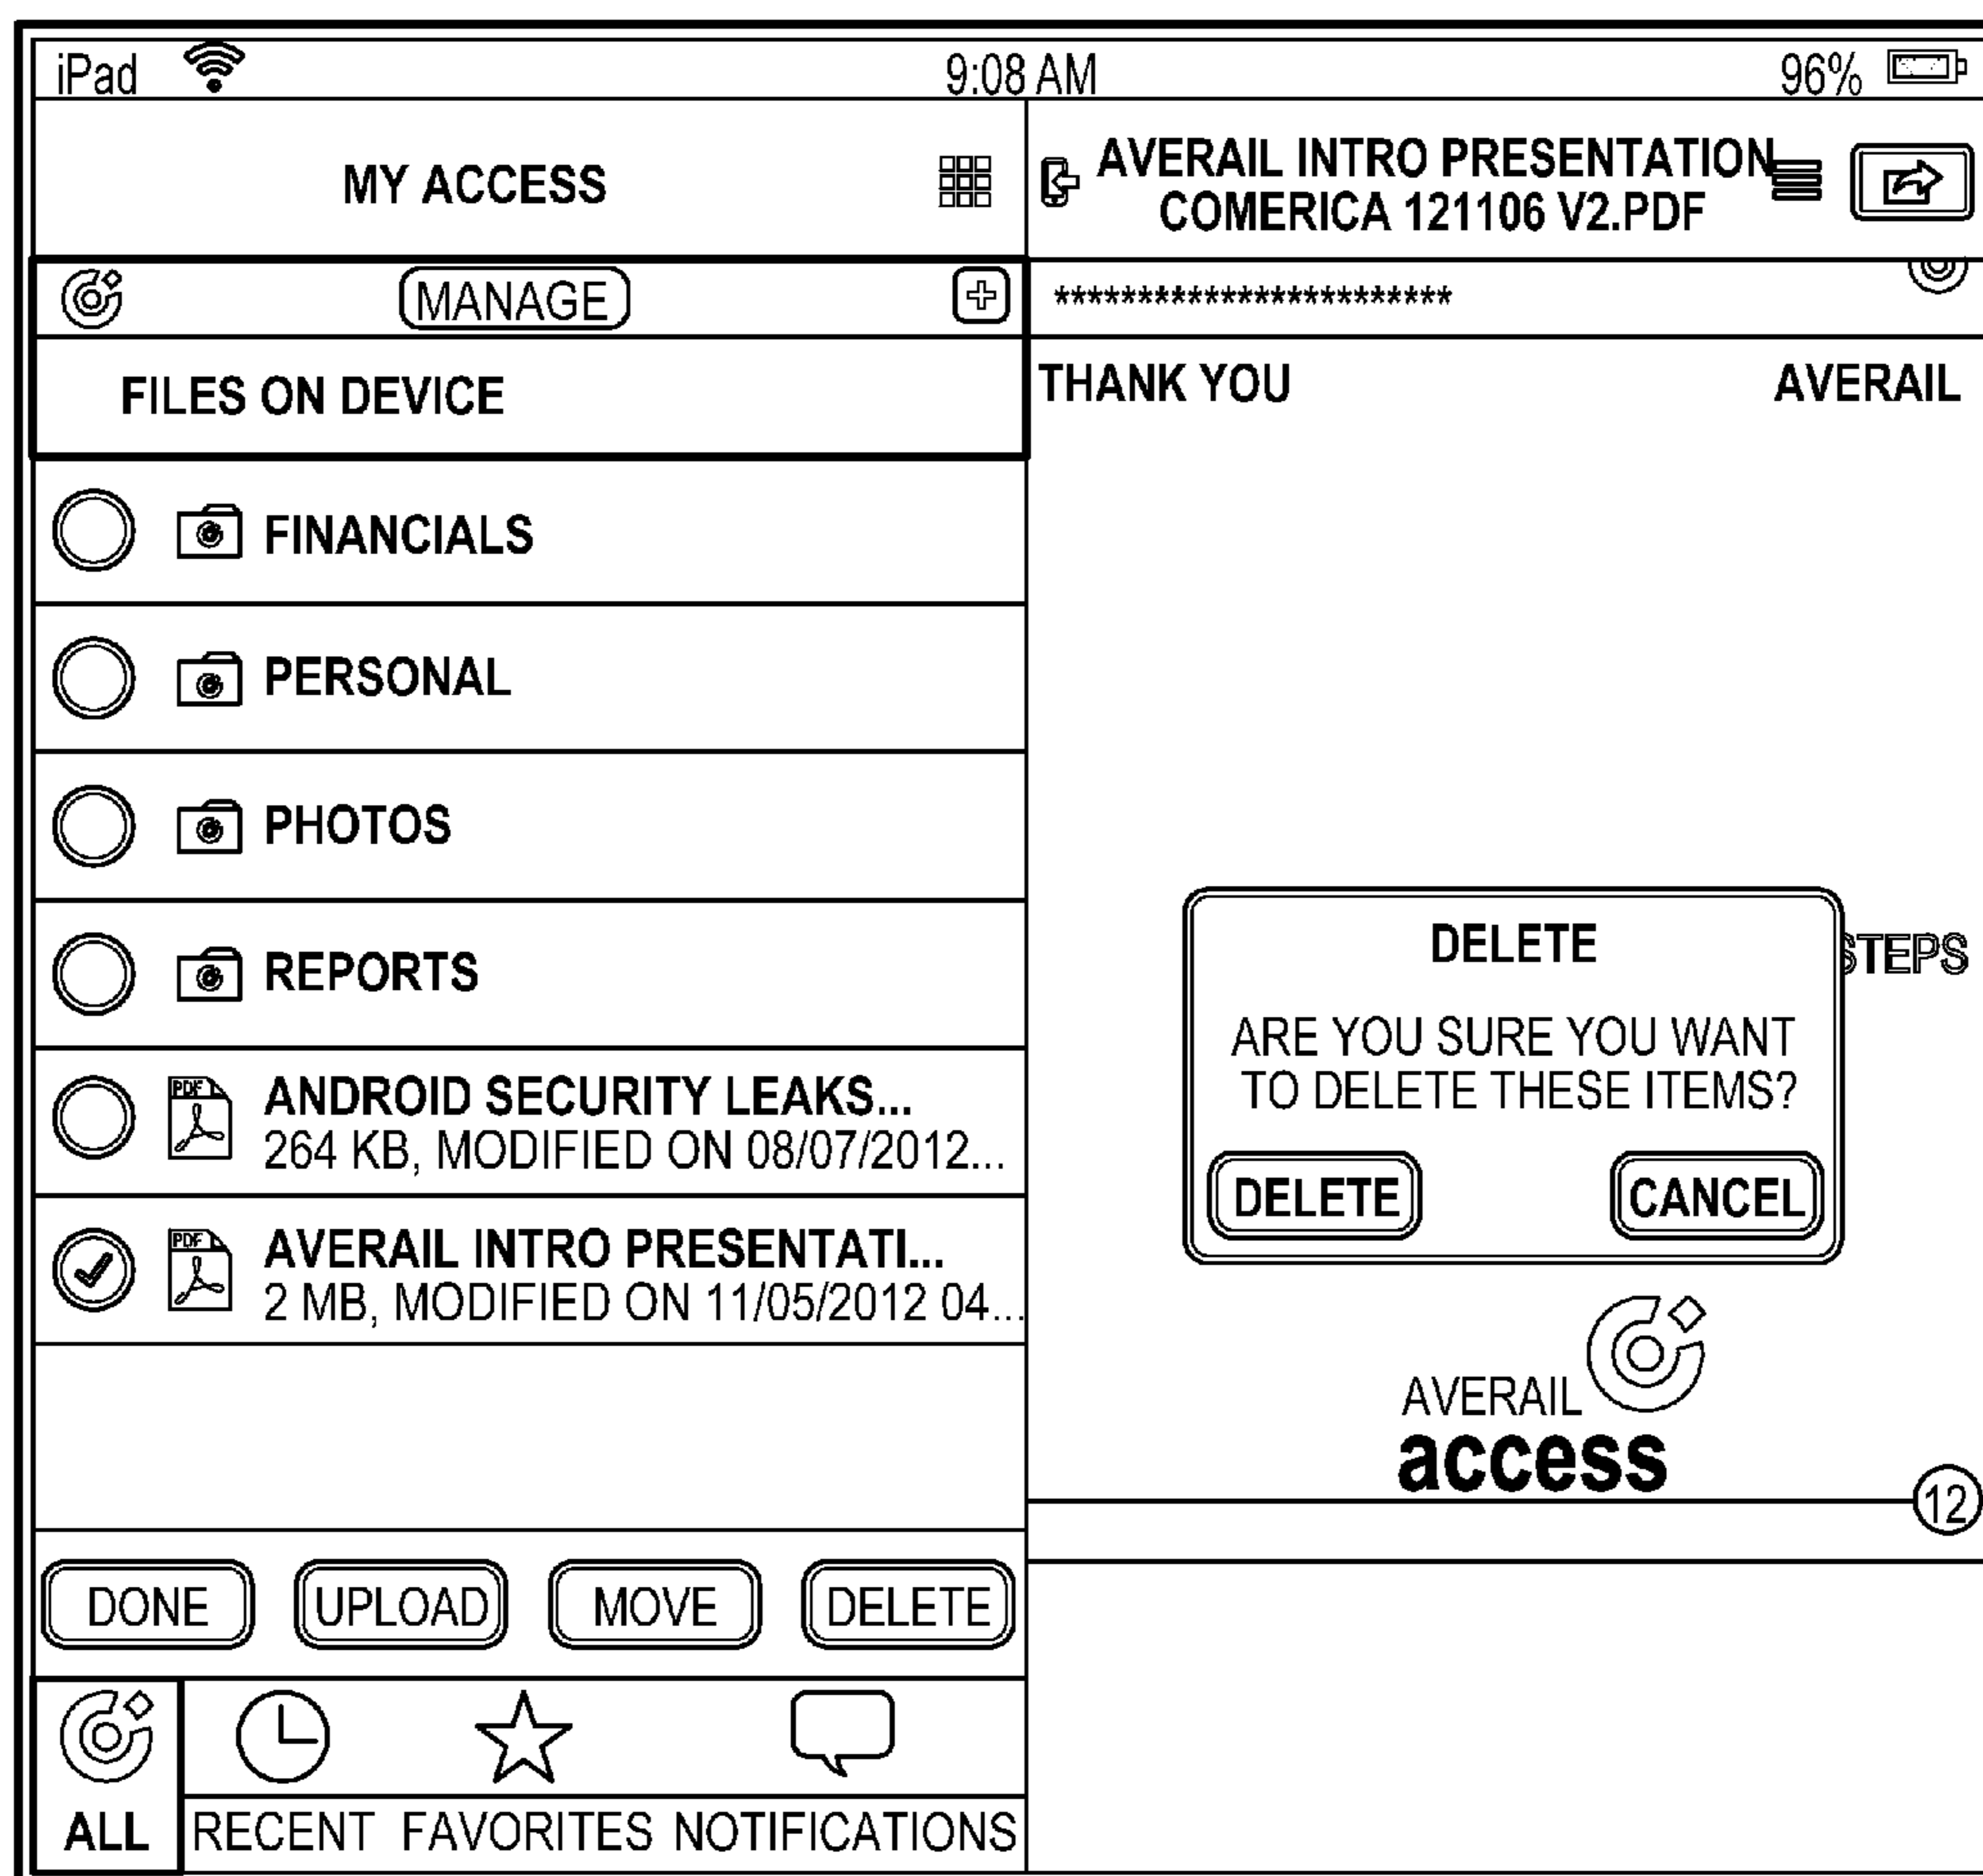 iPad 9:08 AM 96%
MY ACCESS
AVERAIL INTRO PRESENTATION
COMERICA 121106 V2.PDF
MANAGE
************************
FILES ON DEVICE
THANK YOU AVERAIL
FINANCIALS
PERSONAL
PHOTOS
REPORTS
PDF
ANDROID SECURITY LEAKS...
264 KB, MODIFIED ON 08/07/2012...
PDF
AVERAIL INTRO PRESENTATI...
2 MB, MODIFIED ON 11/05/2012 04...
DONE UPLOAD MOVE DELETE
ALL RECENT FAVORITES NOTIFICATIONS
DELETE
STEPS
ARE YOU SURE YOU WANT
TO DELETE THESE ITEMS?
DELETE CANCEL
AVERAIL
access
12